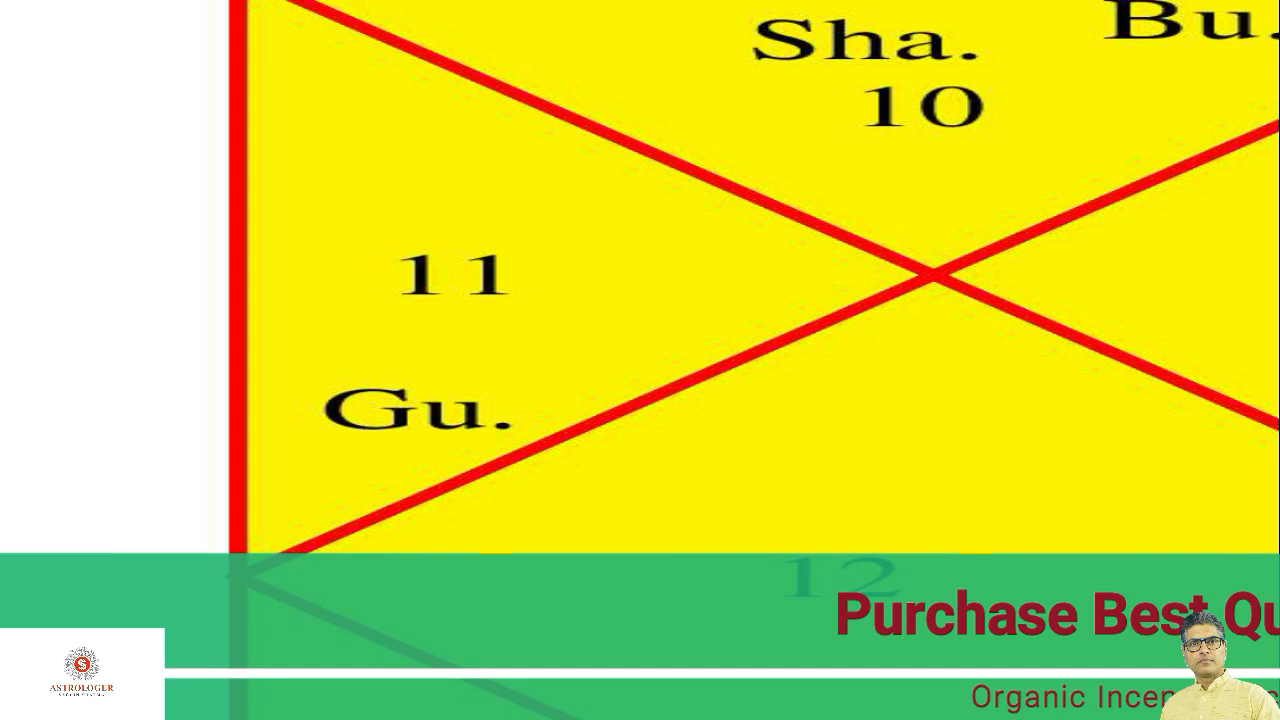 Sha.
Bu.
10
11
Gu.
12
Purchase Best Qu
Organic Incen
ASTROLOGER